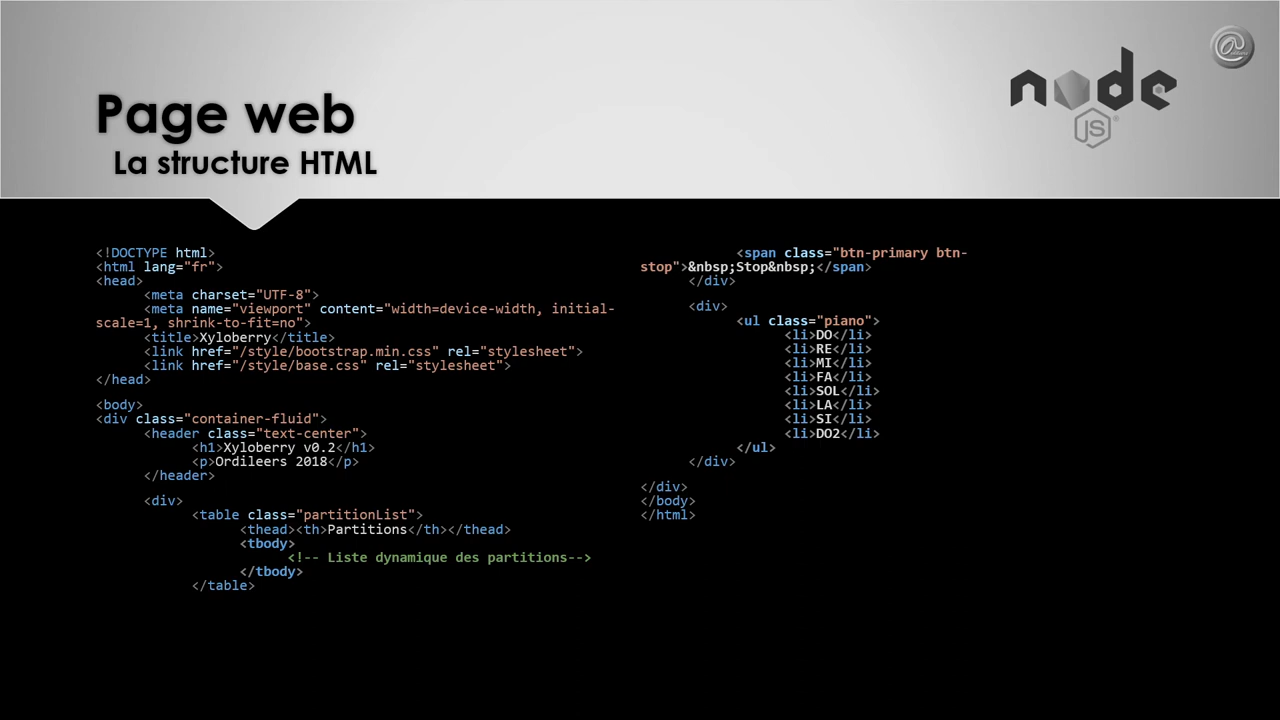 Page web
La structure HTML
node
JS
®
@
<!DOCTYPE html>
<html lang="fr">
<head>
<meta charset="UTF-8">
<meta name="viewport" content="width=device-width, initial-
scale=1, shrink-to-fit=no">
<title>Xyloberry</title>
<link href="/style/bootstrap.min.css" rel="stylesheet">
<link href="/style/base.css" rel="stylesheet">
</head>
<body>
<div class="container-fluid">
<header class="text-center">
<h1>Xyloberry v0.2</h1>
<p>Ordileers 2018</p>
</header>
<div>
<table class="partitionList">
<thead><th>Partitions</th></thead>
<tbody>
<!-- Liste dynamique des partitions-->
</tbody>
</table>
<span class="btn-primary btn-
stop">&nbsp;Stop&nbsp;</span>
</div>
<div>
<ul class="piano">
<li>DO</li>
<li>RE</li>
<li>MI</li>
<li>FA</li>
<li>SOL</li>
<li>LA</li>
<li>SI</li>
<li>DO2</li>
</ul>
</div>
</div>
</body>
</html>